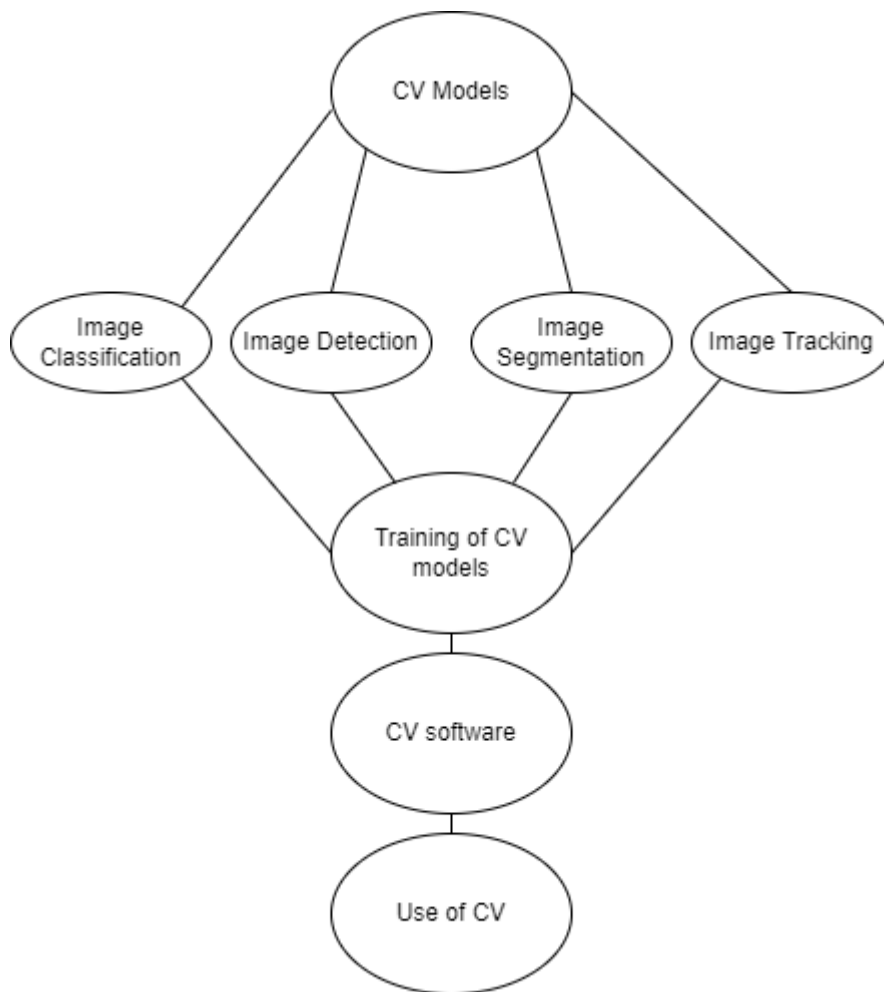 CV Models
Image
Classification
Image Detection
Image
Segmentation
Image Tracking
Training of CV
models
CV software
Use of CV